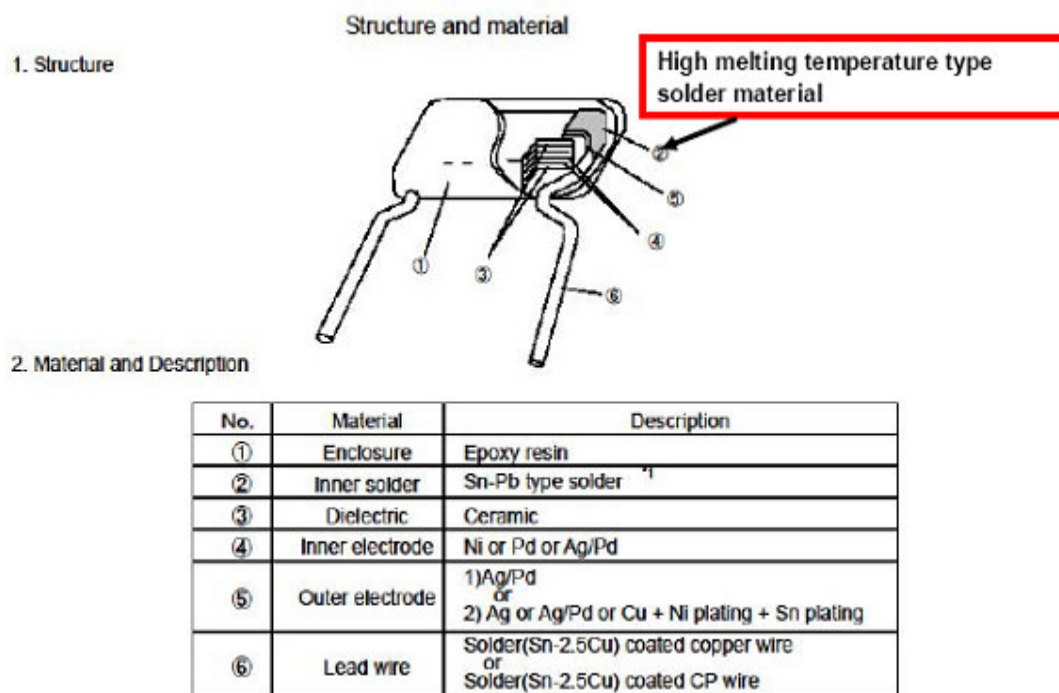 Structure and material
1. Structure
High melting temperature type
solder material
②
⑤
④
①
③
⑥
2. Material and Description
No. Material Description
① Enclosure Epoxy resin
② Inner solder Sn-Pb type solder *1
③ Dielectric Ceramic
④ Inner electrode Ni or Pd or Ag/Pd
⑤ Outer electrode 1)Ag/Pd
or
2) Ag or Ag/Pd or Cu + Ni plating + Sn plating
⑥ Lead wire Solder(Sn-2.5Cu) coated copper wire
or
Solder(Sn-2.5Cu) coated CP wire